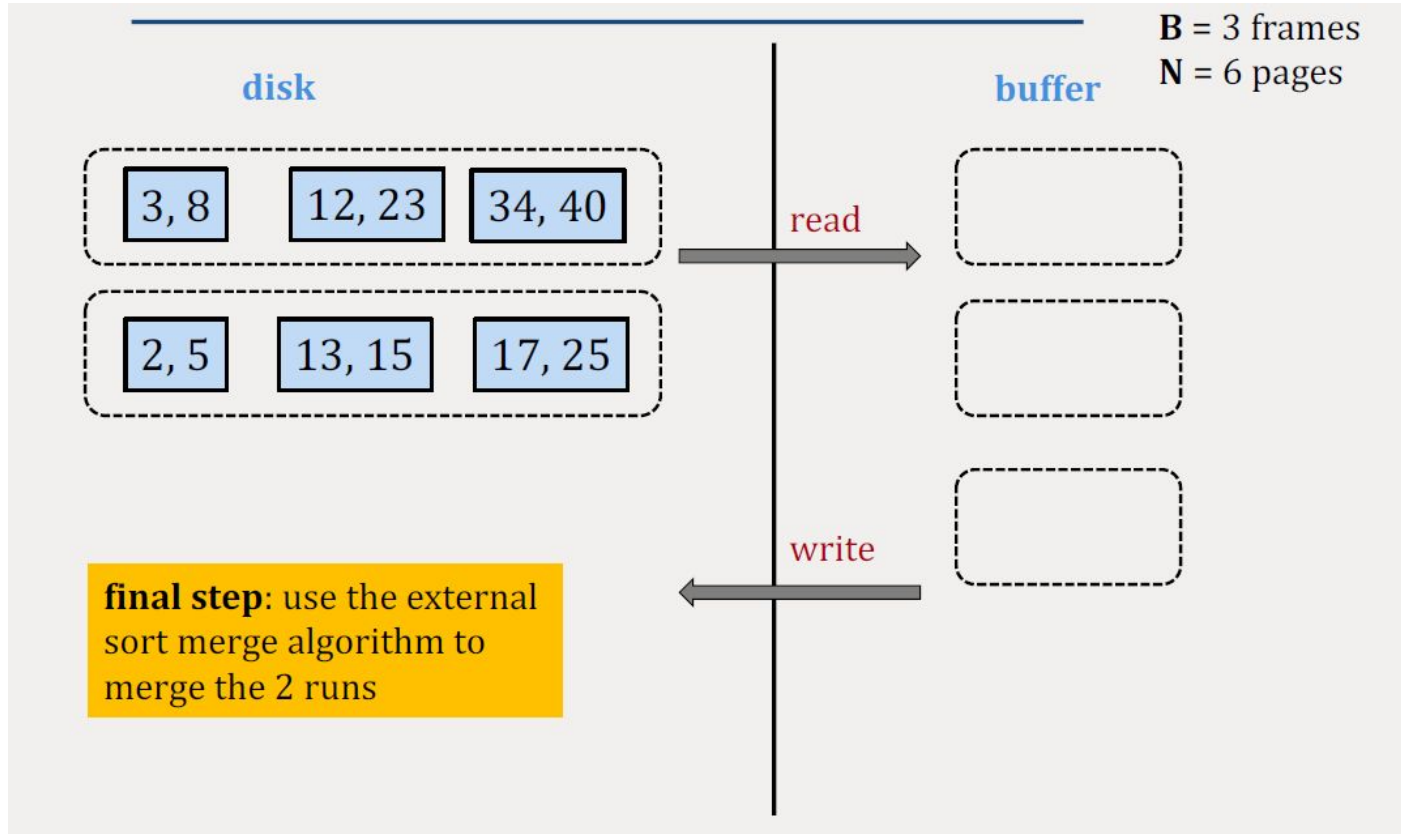 B = 3 frames
N = 6 pages
disk
buffer
3, 8
12, 23
34, 40
read
2, 5
13, 15
17, 25
write
final step: use the external
sort merge algorithm to
merge the 2 runs